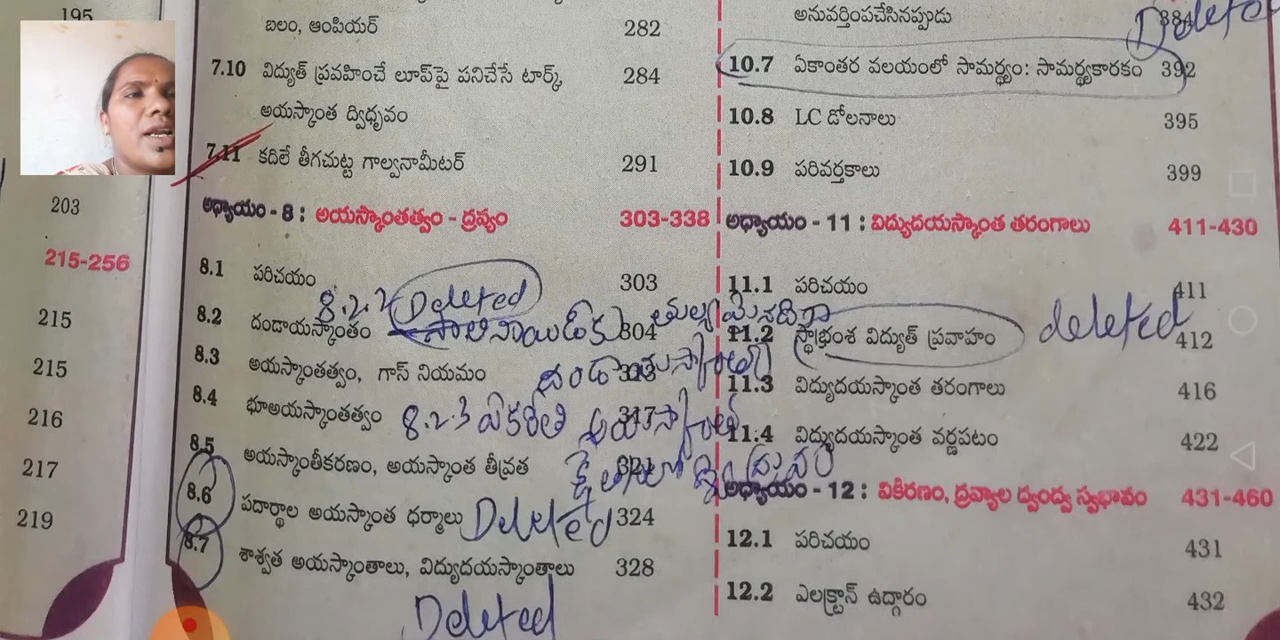 195
203
215-256
215
215
216
217
219
బలం, ఆంపియర్ 282
7.10 విద్యుత్ ప్రవహించే లూప్‌పై పనిచేసే టార్క్ 284
అయస్కాంత ద్విధృవం
7.11 కదిలే తీగచుట్ట గాల్వనామీటర్ 291
అధ్యాయం - 8 : అయస్కాంతత్వం - ద్రవ్యం 303-338
8.1 పరిచయం 303
8.2.2 Deleted
8.2 దండాయస్కాంతం 304
సాలినాయిడ్‌కు తుల్యమైనదిగా
8.3 అయస్కాంతత్వం, గాస్ నియమం
దండాయస్కాంతం
8.4 భూఅయస్కాంతత్వం 317
8.2.3 ఏకరీతి అయస్కాంత
8.5 అయస్కాంతీకరణం, అయస్కాంత తీవ్రత 321
8.6 పదార్థాల అయస్కాంత ధర్మాలు Deleted 324
8.7 శాశ్వత అయస్కాంతాలు, విద్యుదయస్కాంతాలు 328
Deleted
అనువర్తింపచేసినప్పుడు 384
Deleted
10.7 ఏకాంతర వలయంలో సామర్థ్యం: సామర్థ్యకారకం 392
10.8 LC డోలనాలు 395
10.9 పరివర్తకాలు 399
అధ్యాయం - 11 : విద్యుదయస్కాంత తరంగాలు 411-430
11.1 పరిచయం 411
11.2 స్థానభ్రంశ విద్యుత్ ప్రవాహం deleted 412
11.3 విద్యుదయస్కాంత తరంగాలు 416
11.4 విద్యుదయస్కాంత వర్ణపటం 422
అధ్యాయం - 12 : వికిరణం, ద్రవ్యాల ద్వంద్వ స్వభావం 431-460
12.1 పరిచయం 431
12.2 ఎలక్ట్రాన్ ఉద్గారం 432